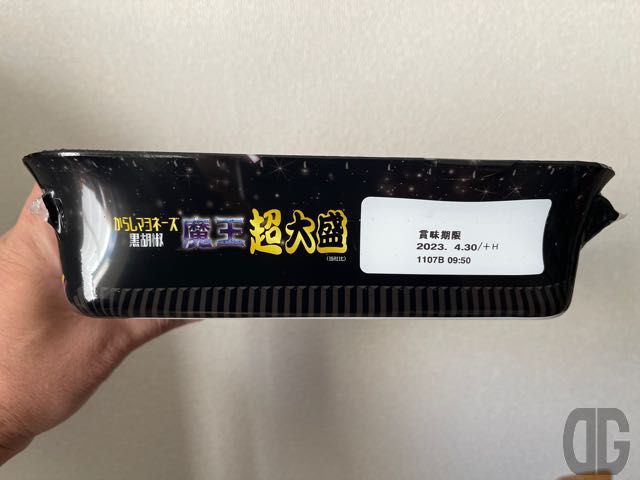 からしマヨネーズ
黒胡椒
魔王 超大盛
(当社比)
賞味期限
2023. 4.30/+H
1107B 09:50
DG